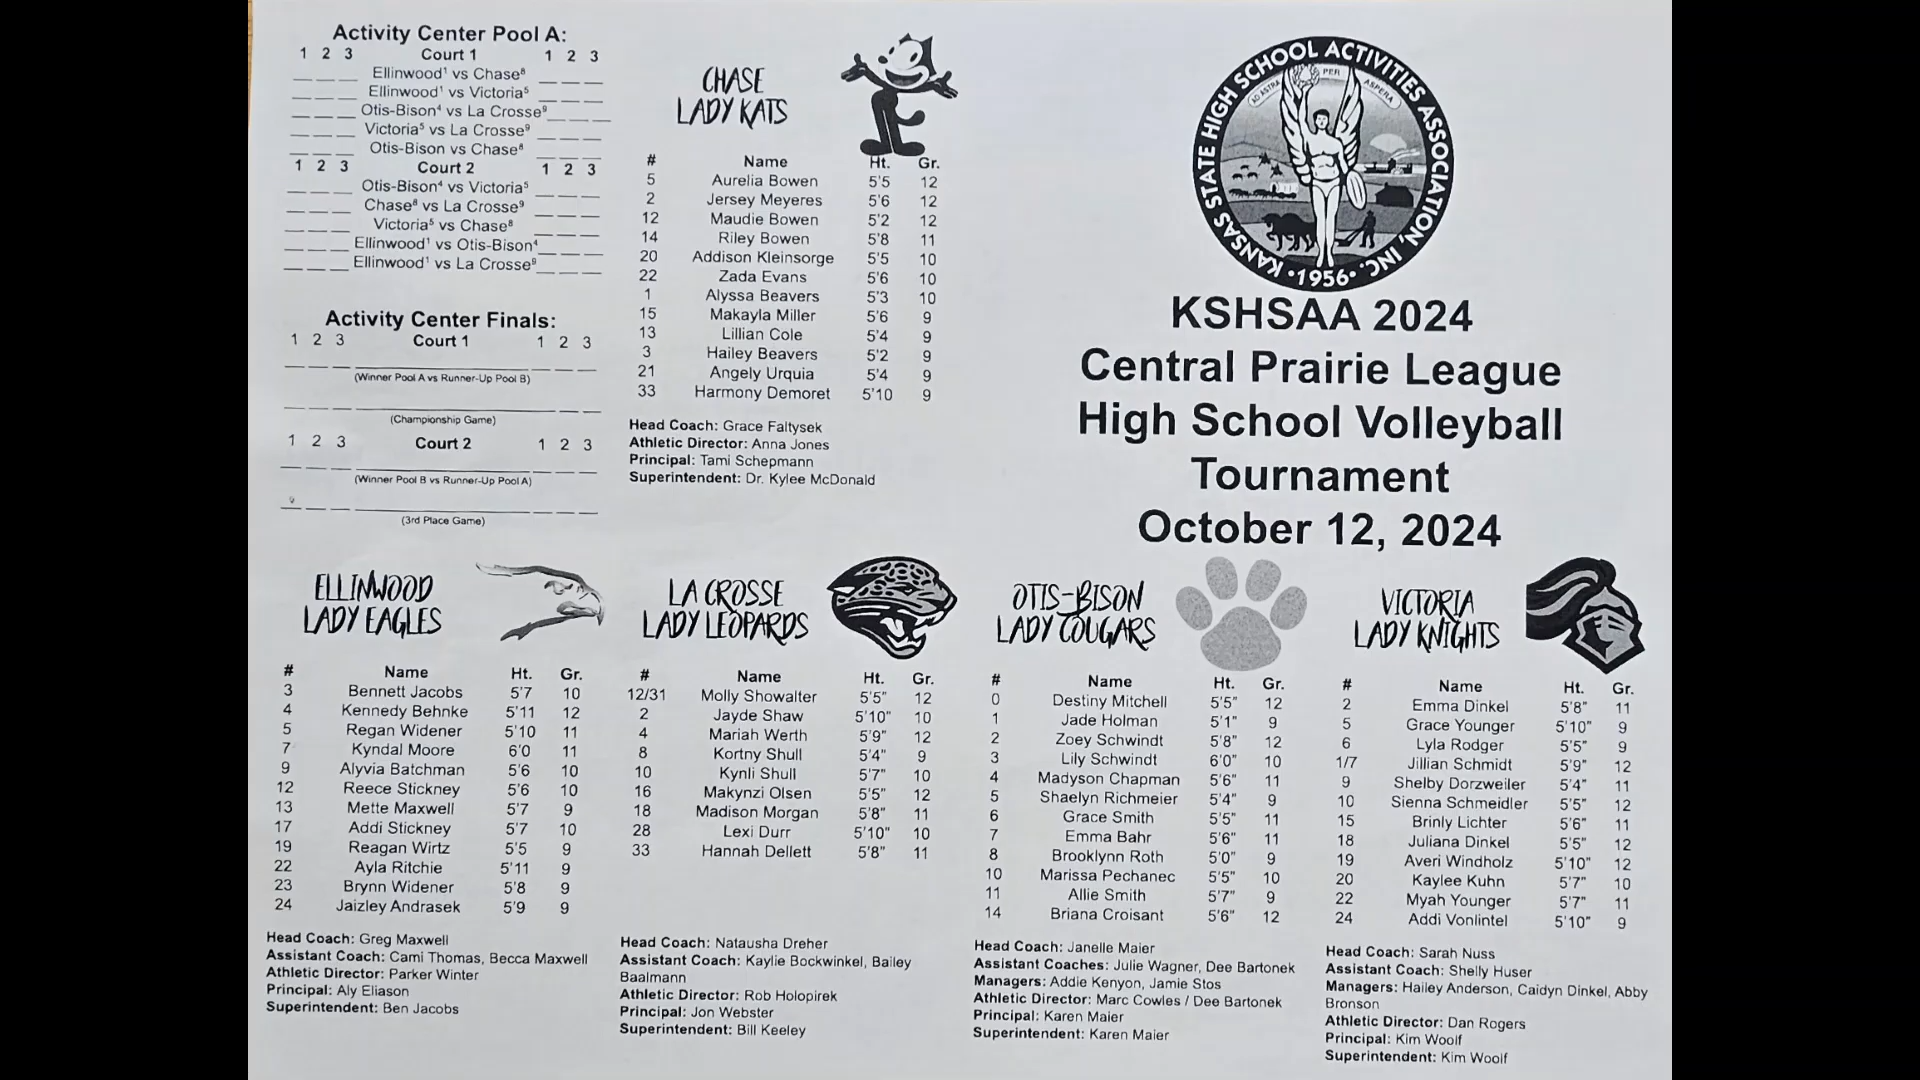 Activity Center Pool A:
1 2 3 Court 1 1 2 3
Ellinwood¹ vs Chase⁸
Ellinwood¹ vs Victoria⁵
Otis-Bison⁴ vs La Crosse⁹
Victoria⁵ vs La Crosse⁹
Otis-Bison vs Chase⁸
1 2 3 Court 2 1 2 3
Otis-Bison⁴ vs Victoria⁵
Chase⁸ vs La Crosse⁹
Victoria⁵ vs Chase⁸
Ellinwood¹ vs Otis-Bison⁴
Ellinwood¹ vs La Crosse⁹
Activity Center Finals:
1 2 3 Court 1 1 2 3
(Winner Pool A vs Runner-Up Pool B)
(Championship Game)
1 2 3 Court 2 1 2 3
(Winner Pool B vs Runner-Up Pool A)
(3rd Place Game)
CHASE
LADY KATS
# Name Ht. Gr.
5 Aurelia Bowen 5'5 12
2 Jersey Meyeres 5'6 12
12 Maudie Bowen 5'2 12
14 Riley Bowen 5'8 11
20 Addison Kleinsorge 5'5 10
22 Zada Evans 5'6 10
1 Alyssa Beavers 5'3 10
15 Makayla Miller 5'6 9
13 Lillian Cole 5'4 9
3 Hailey Beavers 5'2 9
21 Angely Urquia 5'4 9
33 Harmony Demoret 5'10 9
Head Coach: Grace Faltysek
Athletic Director: Anna Jones
Principal: Tami Schepmann
Superintendent: Dr. Kylee McDonald
KANSAS STATE HIGH SCHOOL ACTIVITIES ASSOCIATION, INC.
AD ASTRA PER ASPERA
•1956•
KSHSAA 2024
Central Prairie League
High School Volleyball
Tournament
October 12, 2024
ELLINWOOD
LADY EAGLES
# Name Ht. Gr.
3 Bennett Jacobs 5'7 10
4 Kennedy Behnke 5'11 12
5 Regan Widener 5'10 11
7 Kyndal Moore 6'0 11
9 Alyvia Batchman 5'6 10
12 Reece Stickney 5'6 10
13 Mette Maxwell 5'7 9
17 Addi Stickney 5'7 10
19 Reagan Wirtz 5'5 9
22 Ayla Ritchie 5'11 9
23 Brynn Widener 5'8 9
24 Jaizley Andrasek 5'9 9
Head Coach: Greg Maxwell
Assistant Coach: Cami Thomas, Becca Maxwell
Athletic Director: Parker Winter
Principal: Aly Eliason
Superintendent: Ben Jacobs
LA CROSSE
LADY LEOPARDS
# Name Ht. Gr.
12/31 Molly Showalter 5'5" 12
2 Jayde Shaw 5'10" 10
4 Mariah Werth 5'9" 12
8 Kortny Shull 5'4" 9
10 Kynli Shull 5'7" 10
16 Makynzi Olsen 5'5" 12
18 Madison Morgan 5'8" 11
28 Lexi Durr 5'10" 10
33 Hannah Dellett 5'8" 11
Head Coach: Natausha Dreher
Assistant Coach: Kaylie Bockwinkel, Bailey
Baalmann
Athletic Director: Rob Holopirek
Principal: Jon Webster
Superintendent: Bill Keeley
OTIS-BISON
LADY COUGARS
# Name Ht. Gr.
0 Destiny Mitchell 5'5" 12
1 Jade Holman 5'1" 9
2 Zoey Schwindt 5'8" 12
3 Lily Schwindt 6'0" 10
4 Madyson Chapman 5'6" 11
5 Shaelyn Richmeier 5'4" 9
6 Grace Smith 5'5" 11
7 Emma Bahr 5'6" 11
8 Brooklynn Roth 5'0" 9
10 Marissa Pechanec 5'5" 10
11 Allie Smith 5'7" 9
14 Briana Croisant 5'6" 12
Head Coach: Janelle Maier
Assistant Coaches: Julie Wagner, Dee Bartonek
Managers: Addie Kenyon, Jamie Stos
Athletic Director: Marc Cowles / Dee Bartonek
Principal: Karen Maier
Superintendent: Karen Maier
VICTORIA
LADY KNIGHTS
# Name Ht. Gr.
2 Emma Dinkel 5'8" 11
5 Grace Younger 5'10" 9
6 Lyla Rodger 5'5" 9
1/7 Jillian Schmidt 5'9" 12
9 Shelby Dorzweiler 5'4" 11
10 Sienna Schmeidler 5'5" 12
15 Brinly Lichter 5'6" 11
18 Juliana Dinkel 5'5" 12
19 Averi Windholz 5'10" 12
20 Kaylee Kuhn 5'7" 10
22 Myah Younger 5'7" 11
24 Addi Vonlintel 5'10" 9
Head Coach: Sarah Nuss
Assistant Coach: Shelly Huser
Managers: Hailey Anderson, Caidyn Dinkel, Abby
Bronson
Athletic Director: Dan Rogers
Principal: Kim Woolf
Superintendent: Kim Woolf